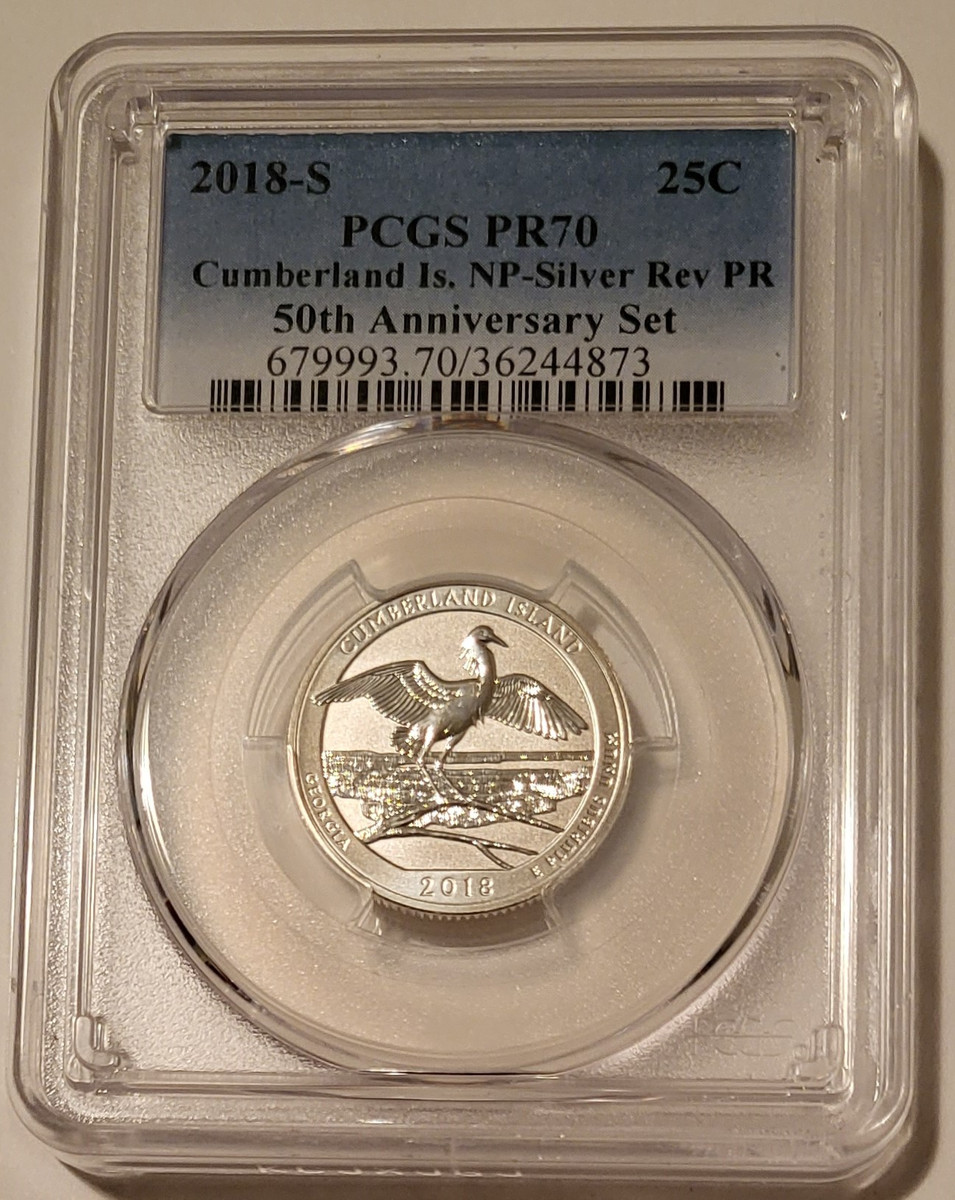 2018-S 25C
PCGS PR70
Cumberland Is. NP-Silver Rev PR
50th Anniversary Set
679993.70/36244873
CUMBERLAND ISLAND
GEORGIA
E PLURIBUS UNUM
2018